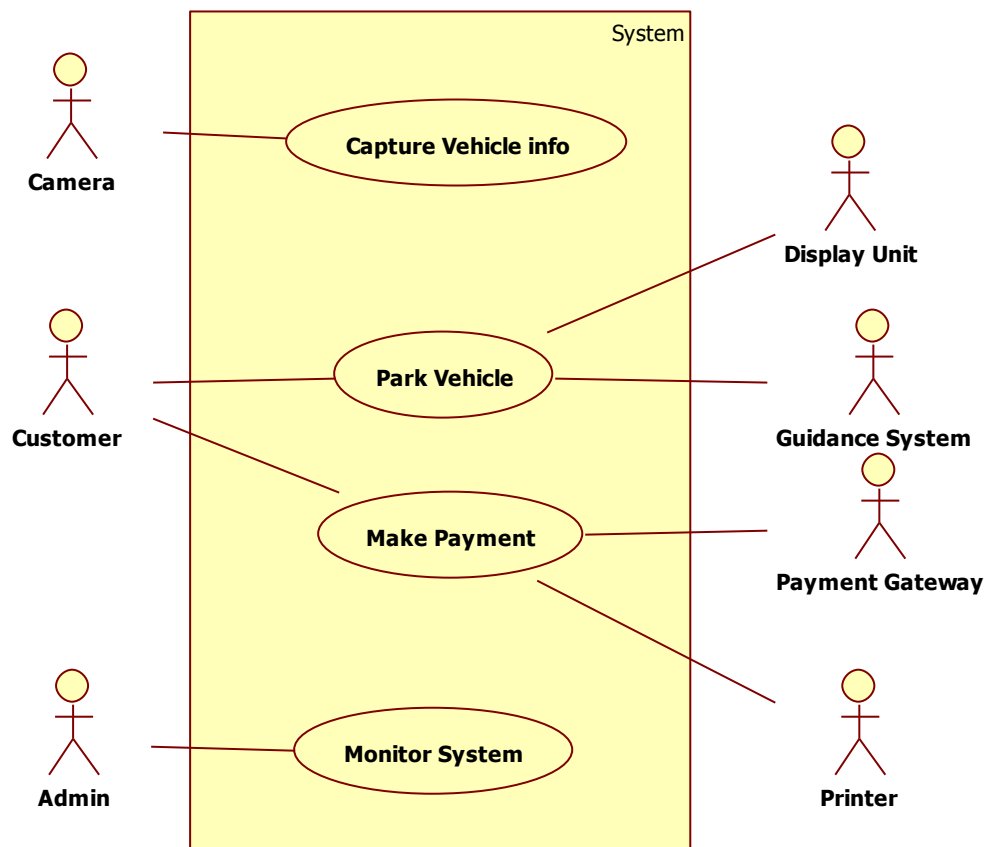 System
Capture Vehicle info
Camera
Display Unit
Park Vehicle
Customer
Guidance System
Make Payment
Payment Gateway
Monitor System
Admin
Printer